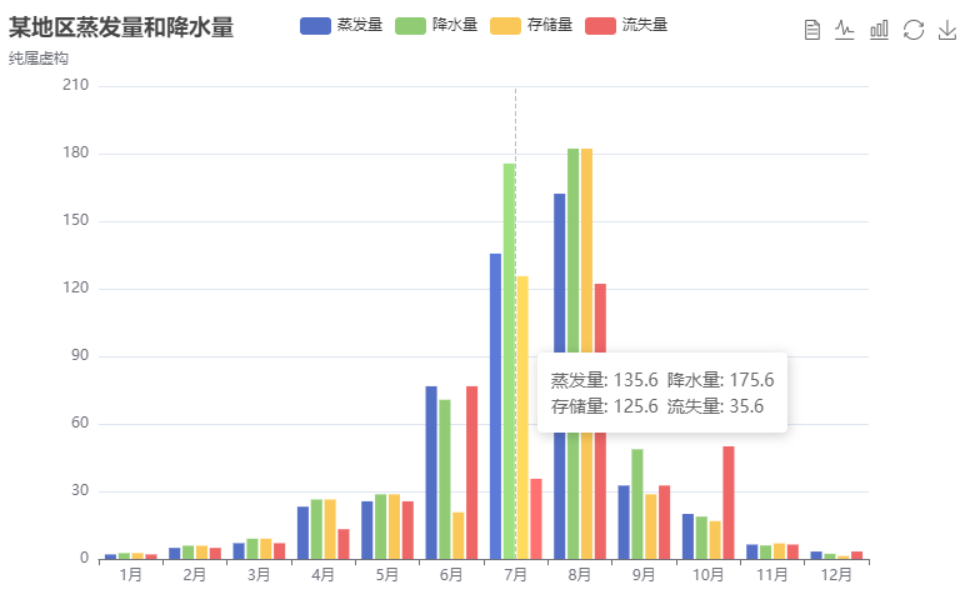 某地区蒸发量和降水量
纯属虚构
蒸发量 降水量 存储量 流失量
210
180
150
120
90
60
30
0
蒸发量: 135.6 降水量: 175.6
存储量: 125.6 流失量: 35.6
1月 2月 3月 4月 5月 6月 7月 8月 9月 10月 11月 12月